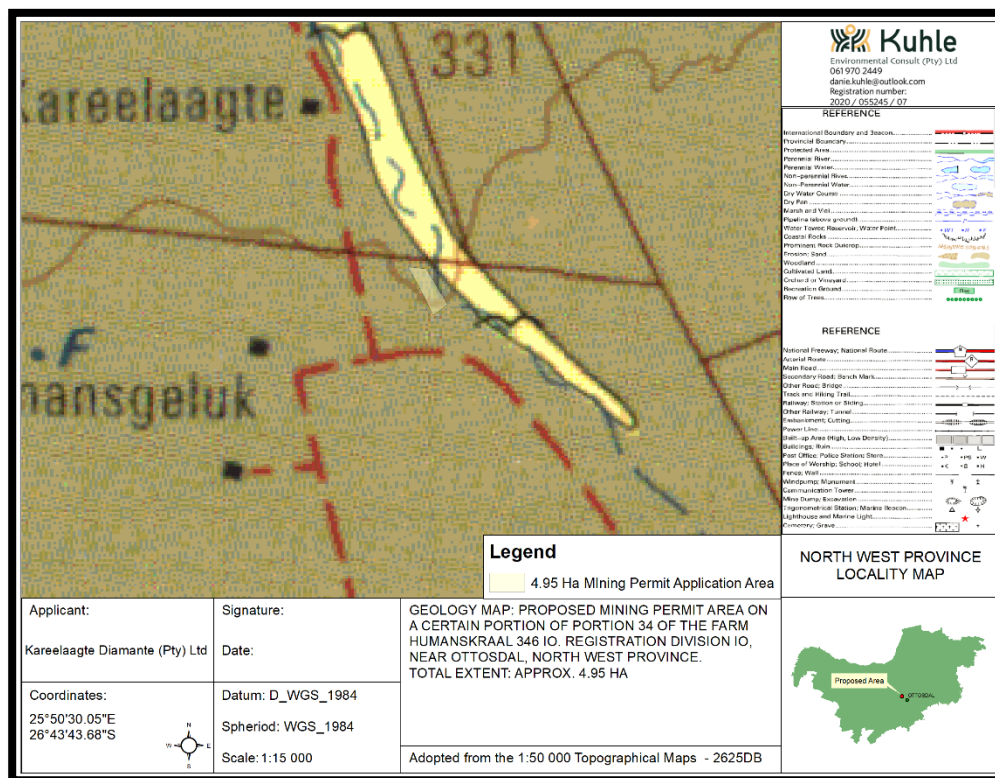 331
Kareelaagte
.F
hansgeluk
Kuhle
Environmental Consult (Pty) Ltd
061970 2449
danie.kuhle@outlook.com
Registration number:
2020 / 055245 / 07
REFERENCE
International Boundary and Beacon
Provincial Boundary
Protected Area
Perennial River
Perennial Water
Non-perennial River
Non-Perennial Water
Dry Water Course
Dry Pan
Marsh and Vlei
Pipeline (above ground)
Water Tower; Reservoir; Water Point
Coastal Rocks
Prominent Rock Outcrop
Erosion; Sand
Woodland
Cultivated Land
Orchard or Vineyard
Recreation Ground
Row of Trees
REFERENCE
National Freeway; National Route
Arterial Route
Main Road
Secondary Road; Bench Mark
Other Road; Bridge
Track and Hiking Trail
Railway; Station or Siding
Other Railway; Tunnel
Embankment; Cutting
Power Line
Built-up Area (High, Low Density)
Buildings; Ruin
Post Office; Police Station; Store
Place of Worship; School; Hotel
Fence; Wall
Windpump; Monument
Communication Tower
Mine Dump; Excavation
Trigonometrical Station; Marine Beacon
Lighthouse and Marine Light
Cemetery; Grave
Legend
4.95 Ha MIning Permit Application Area
NORTH WEST PROVINCE
LOCALITY MAP
Proposed Area
OTTOSDAL
Applicant:
Kareelaagte Diamante (Pty) Ltd
Signature:
Date:
GEOLOGY MAP: PROPOSED MINING PERMIT AREA ON
A CERTAIN PORTION OF PORTION 34 OF THE FARM
HUMANSKRAAL 346 IO. REGISTRATION DIVISION IO,
NEAR OTTOSDAL, NORTH WEST PROVINCE.
TOTAL EXTENT: APPROX. 4.95 HA
Coordinates:
25°50'30.05"E
26°43'43.68"S
N
W
E
S
Datum: D_WGS_1984
Spheriod: WGS_1984
Scale:1:15 000
Adopted from the 1:50 000 Topographical Maps - 2625DB